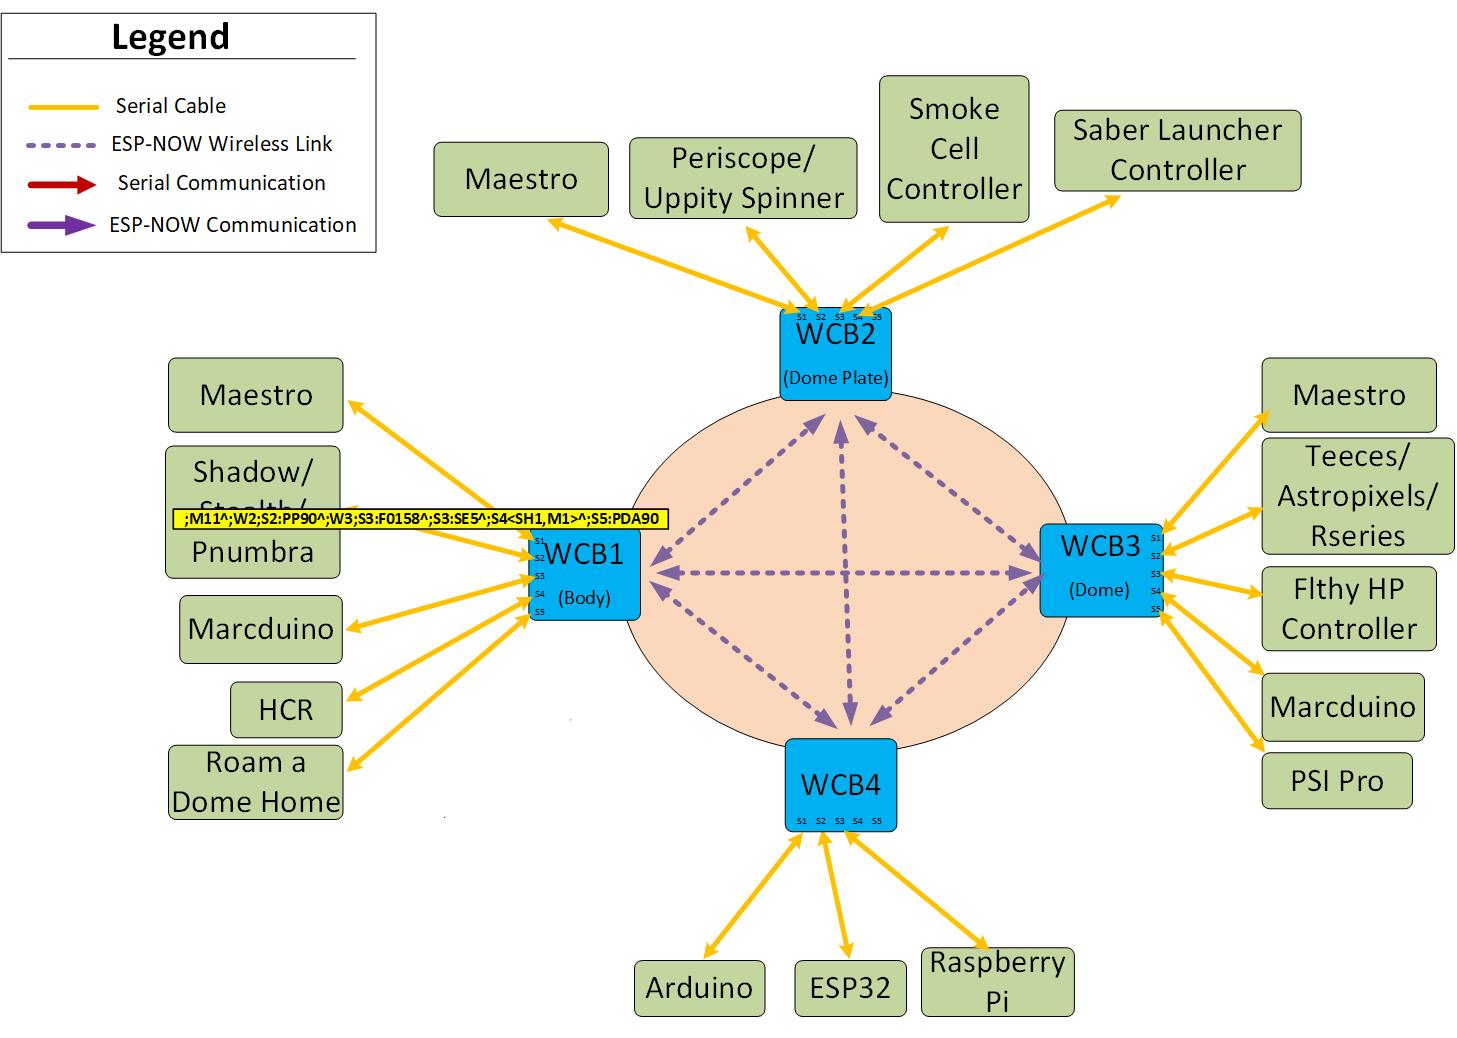 Legend
Serial Cable
ESP-NOW Wireless Link
Serial Communication
ESP-NOW Communication
Maestro
Periscope/
Uppity Spinner
Smoke
Cell
Controller
Saber Launcher
Controller
S1 S2 S3 S4 S5
WCB2
(Dome Plate)
Maestro
Shadow/
Stealth/
Pnumbra
;M11^;W2;S2:PP90^;W3;S3:F0158^;S3:SE5^;S4<SH1,M1>^;S5:PDA90
Marcduino
HCR
Roam a
Dome Home
S1
S2
S3
S4
S5
WCB1
(Body)
WCB3
(Dome)
S1
S2
S3
S4
S5
Maestro
Teeces/
Astropixels/
Rseries
Flthy HP
Controller
Marcduino
PSI Pro
WCB4
S1 S2 S3 S4 S5
Arduino
ESP32
Raspberry
Pi